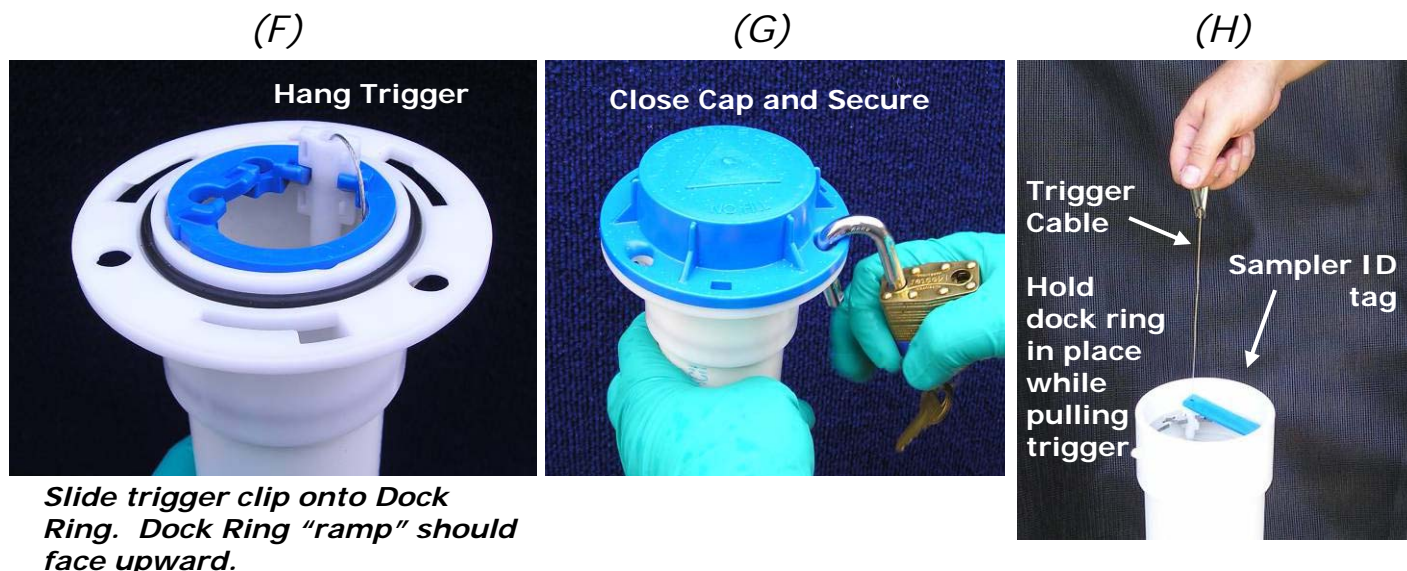 (F)
(G)
(H)
Hang Trigger
Close Cap and Secure
Trigger
Cable
Sampler ID
tag
Hold
dock ring
in place
while
pulling
trigger
Slide trigger clip onto Dock
Ring. Dock Ring “ramp” should
face upward.